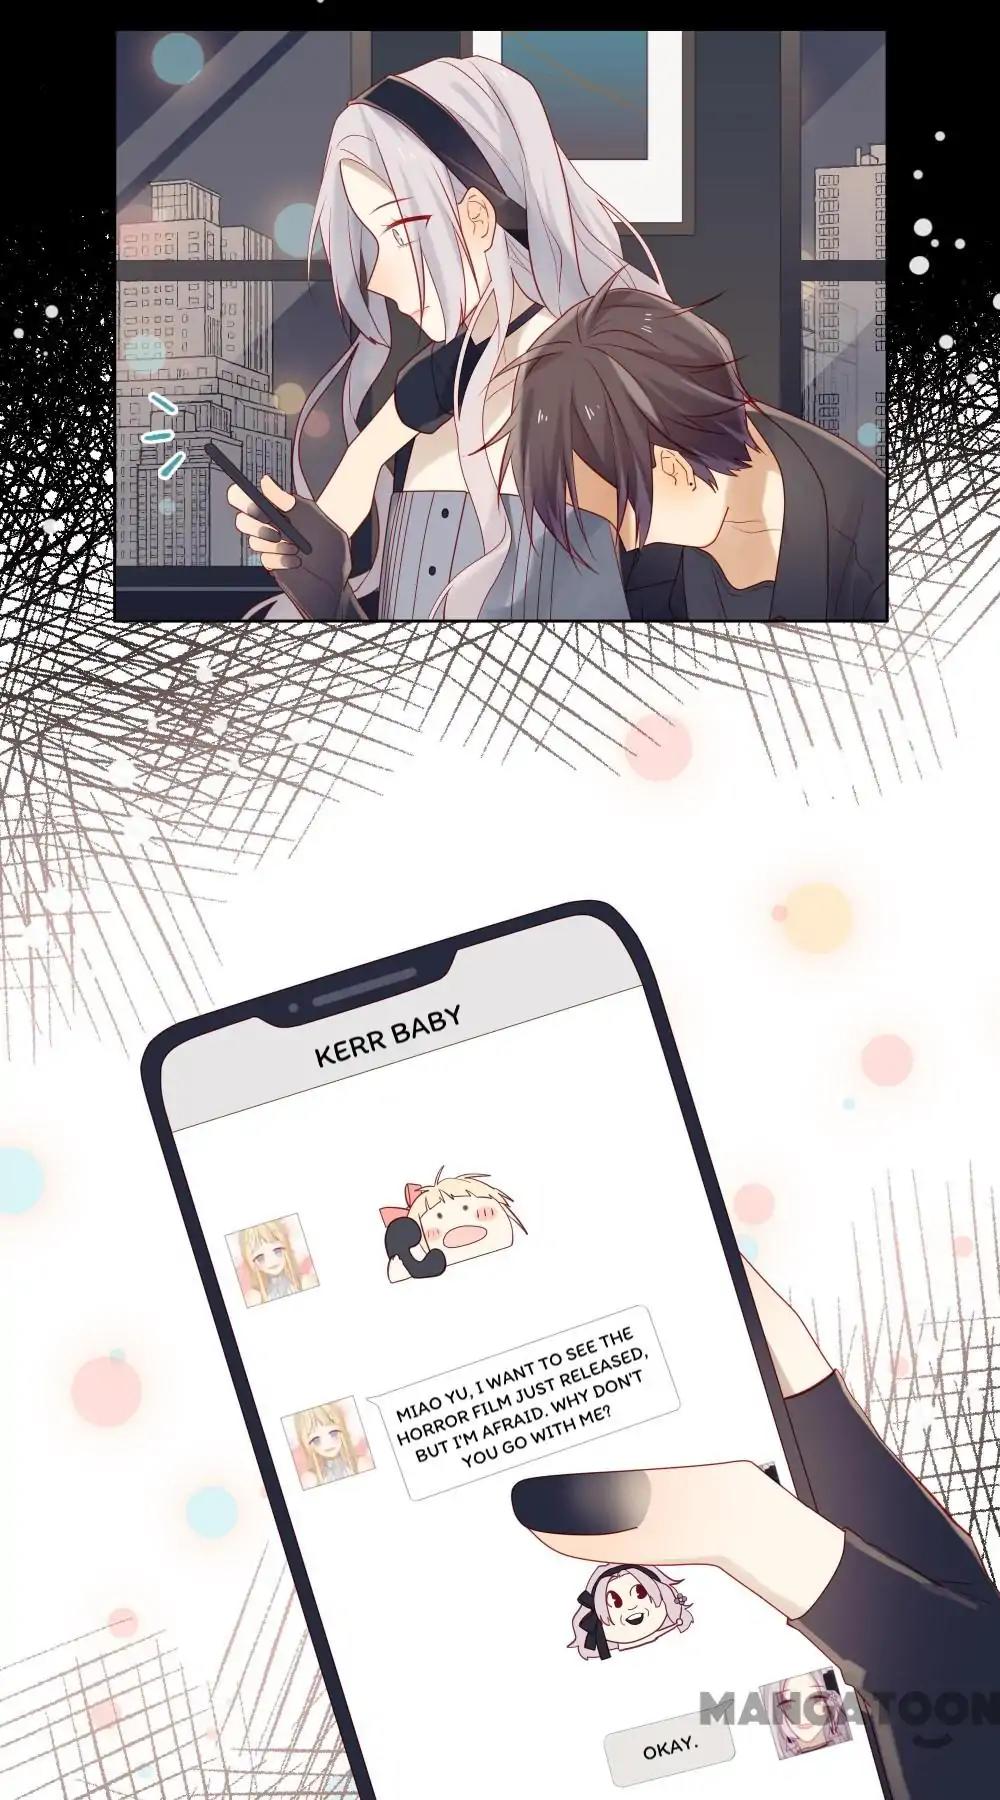 KERR BABY
MIAO YU, I WANT TO SEE THE
HORROR FILM JUST RELEASED,
BUT I'M AFRAID. WHY DON'T
YOU GO WITH ME?
OKAY.
MANGATOON